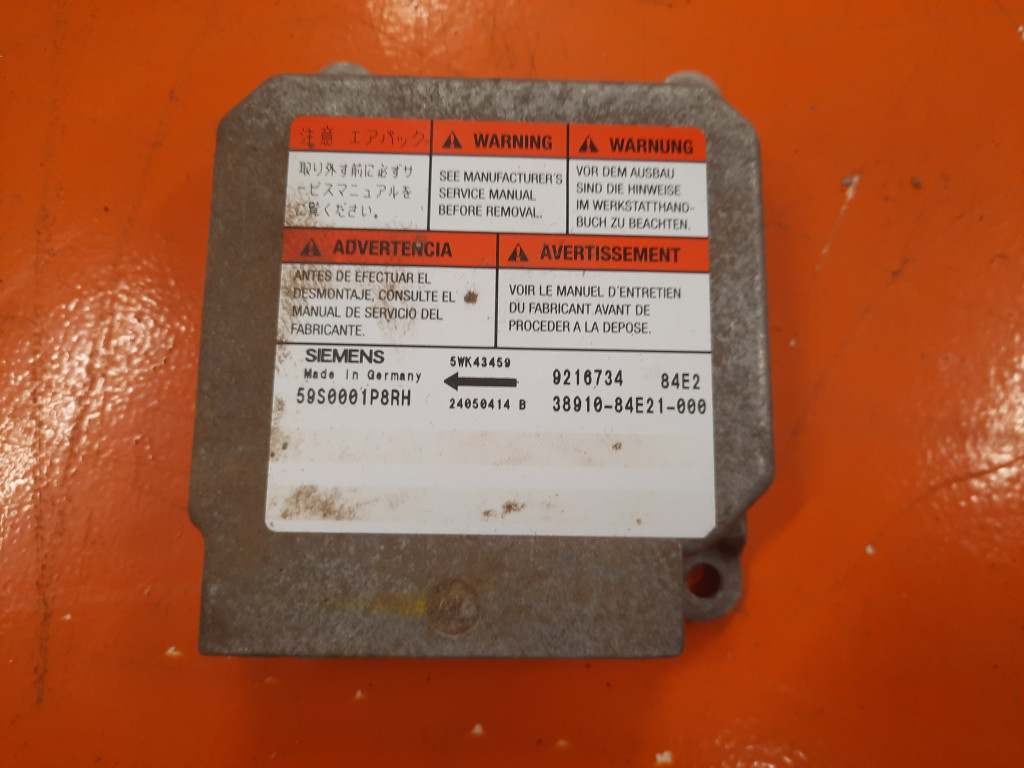 注意 エアバック
取り外す前に必ずサ
ービスマニュアルを
ご覧ください。
WARNING
SEE MANUFACTURER'S
SERVICE MANUAL
BEFORE REMOVAL.
WARNUNG
VOR DEM AUSBAU
SIND DIE HINWEISE
IM WERKSTATTHAND-
BUCH ZU BEACHTEN.
ADVERTENCIA
ANTES DE EFECTUAR EL
DESMONTAJE, CONSULTE EL
MANUAL DE SERVICIO DEL
FABRICANTE.
AVERTISSEMENT
VOIR LE MANUEL D'ENTRETIEN
DU FABRICANT AVANT DE
PROCEDER A LA DEPOSE.
SIEMENS
Made in Germany
59S0001P8RH
5WK43459
24050414 B
9216734 84E2
38910-84E21-000